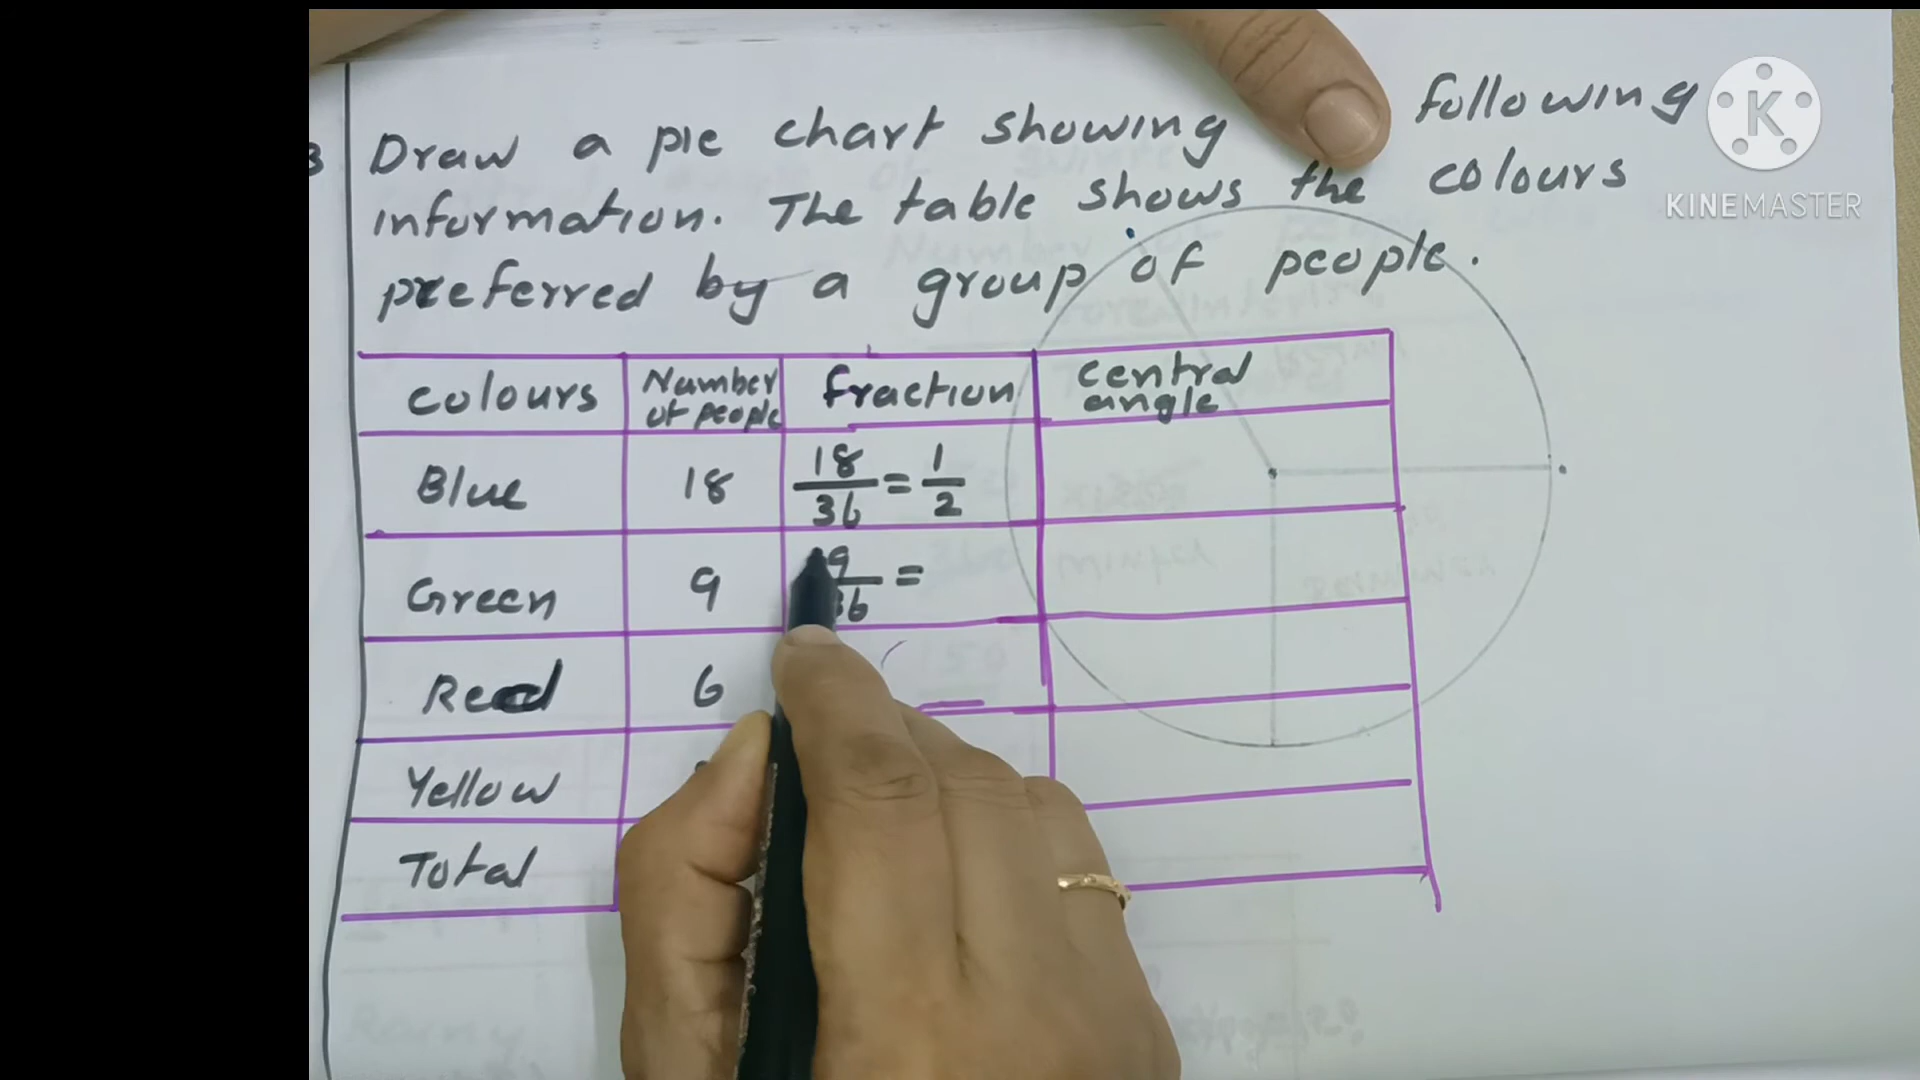 Draw a pie chart showing following
information. The table shows the colours
preferred by a group of people.
Colours Number of people fraction central angle
Blue 18 18/36 = 1/2
Green 9 9/36 =
Red 6
Yellow
Total
K
KINEMASTER